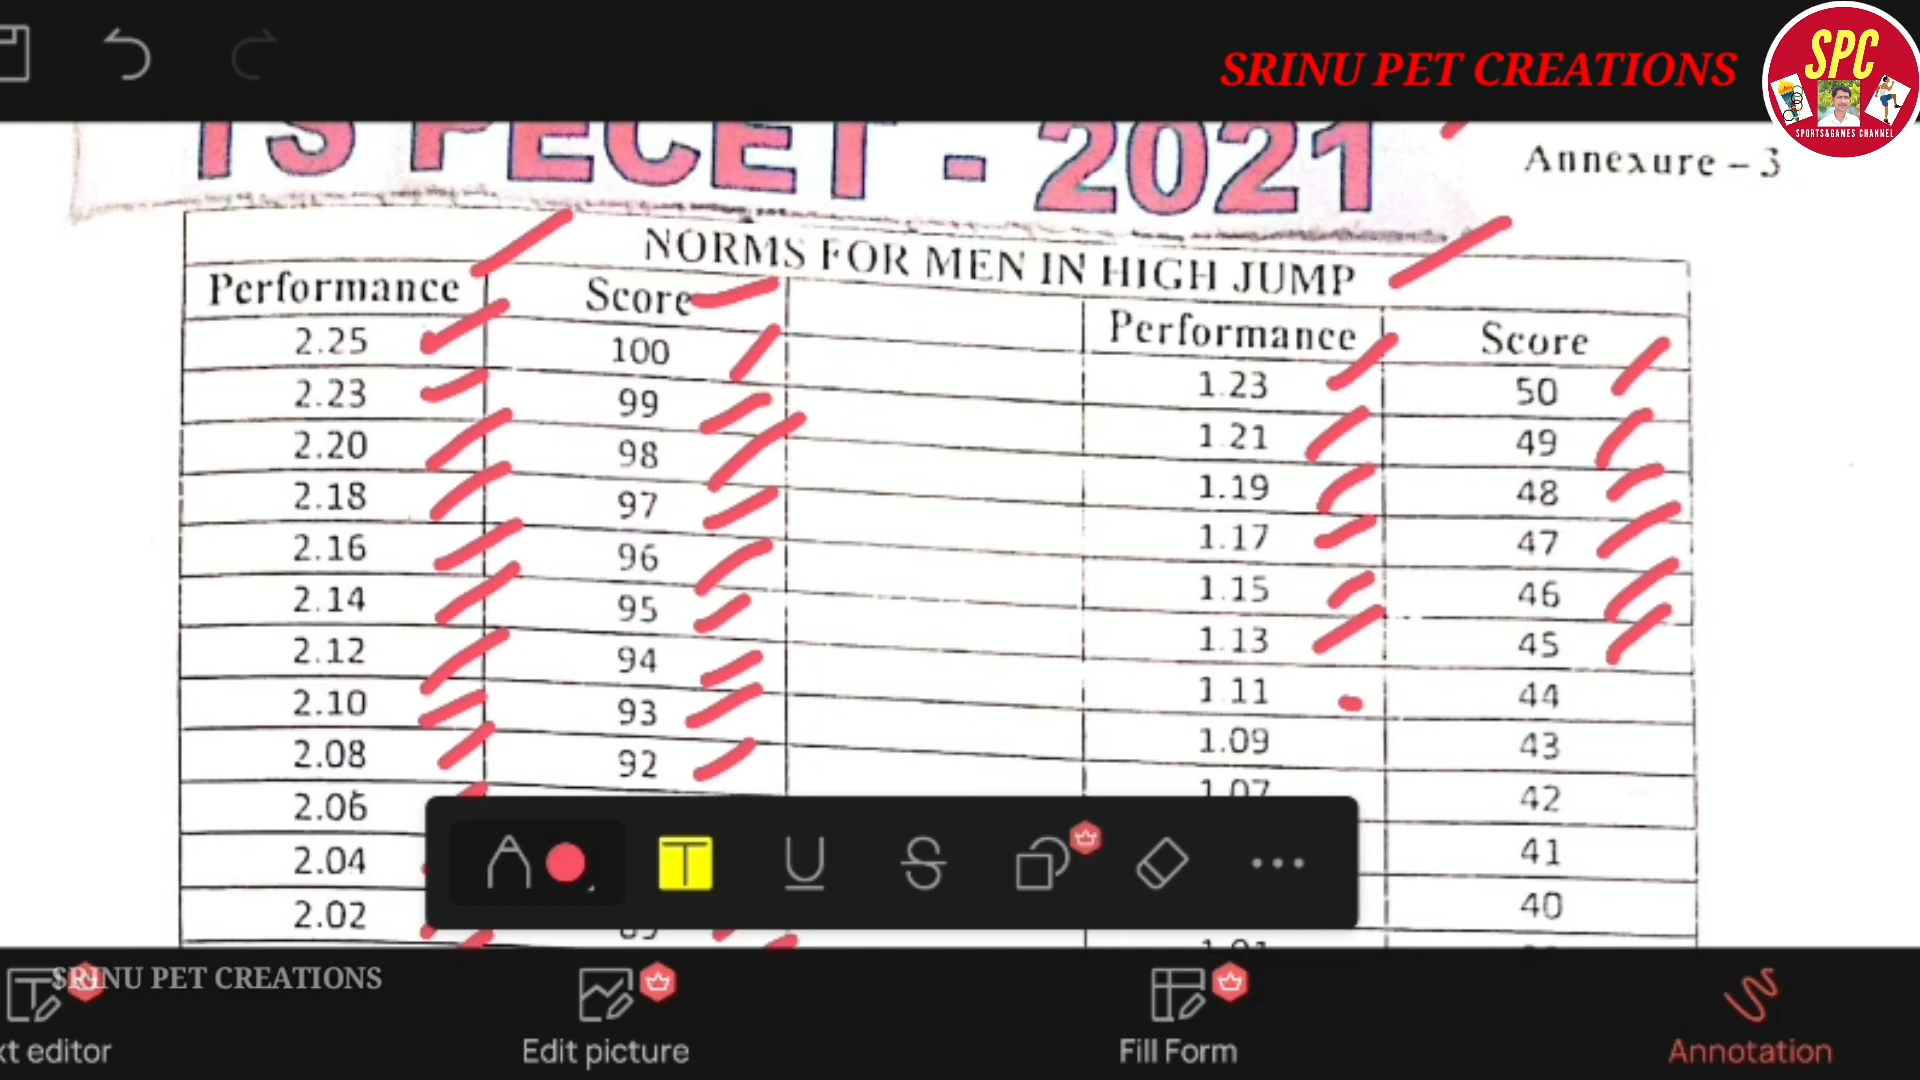 SRINU PET CREATIONS
SPC
SPORTS&GAMES CHANNEL
TS PECET - 2021
Annexure - 3
NORMS FOR MEN IN HIGH JUMP
Performance Score Performance Score
2.25 100 1.23 50
2.23 99 1.21 49
2.20 98 1.19 48
2.18 97 1.17 47
2.16 96 1.15 46
2.14 95 1.13 45
2.12 94 1.11 44
2.10 93 1.09 43
2.08 92 1.07 42
2.06 41
2.04 40
2.02
T U S
SRINU PET CREATIONS
xt editor Edit picture Fill Form Annotation